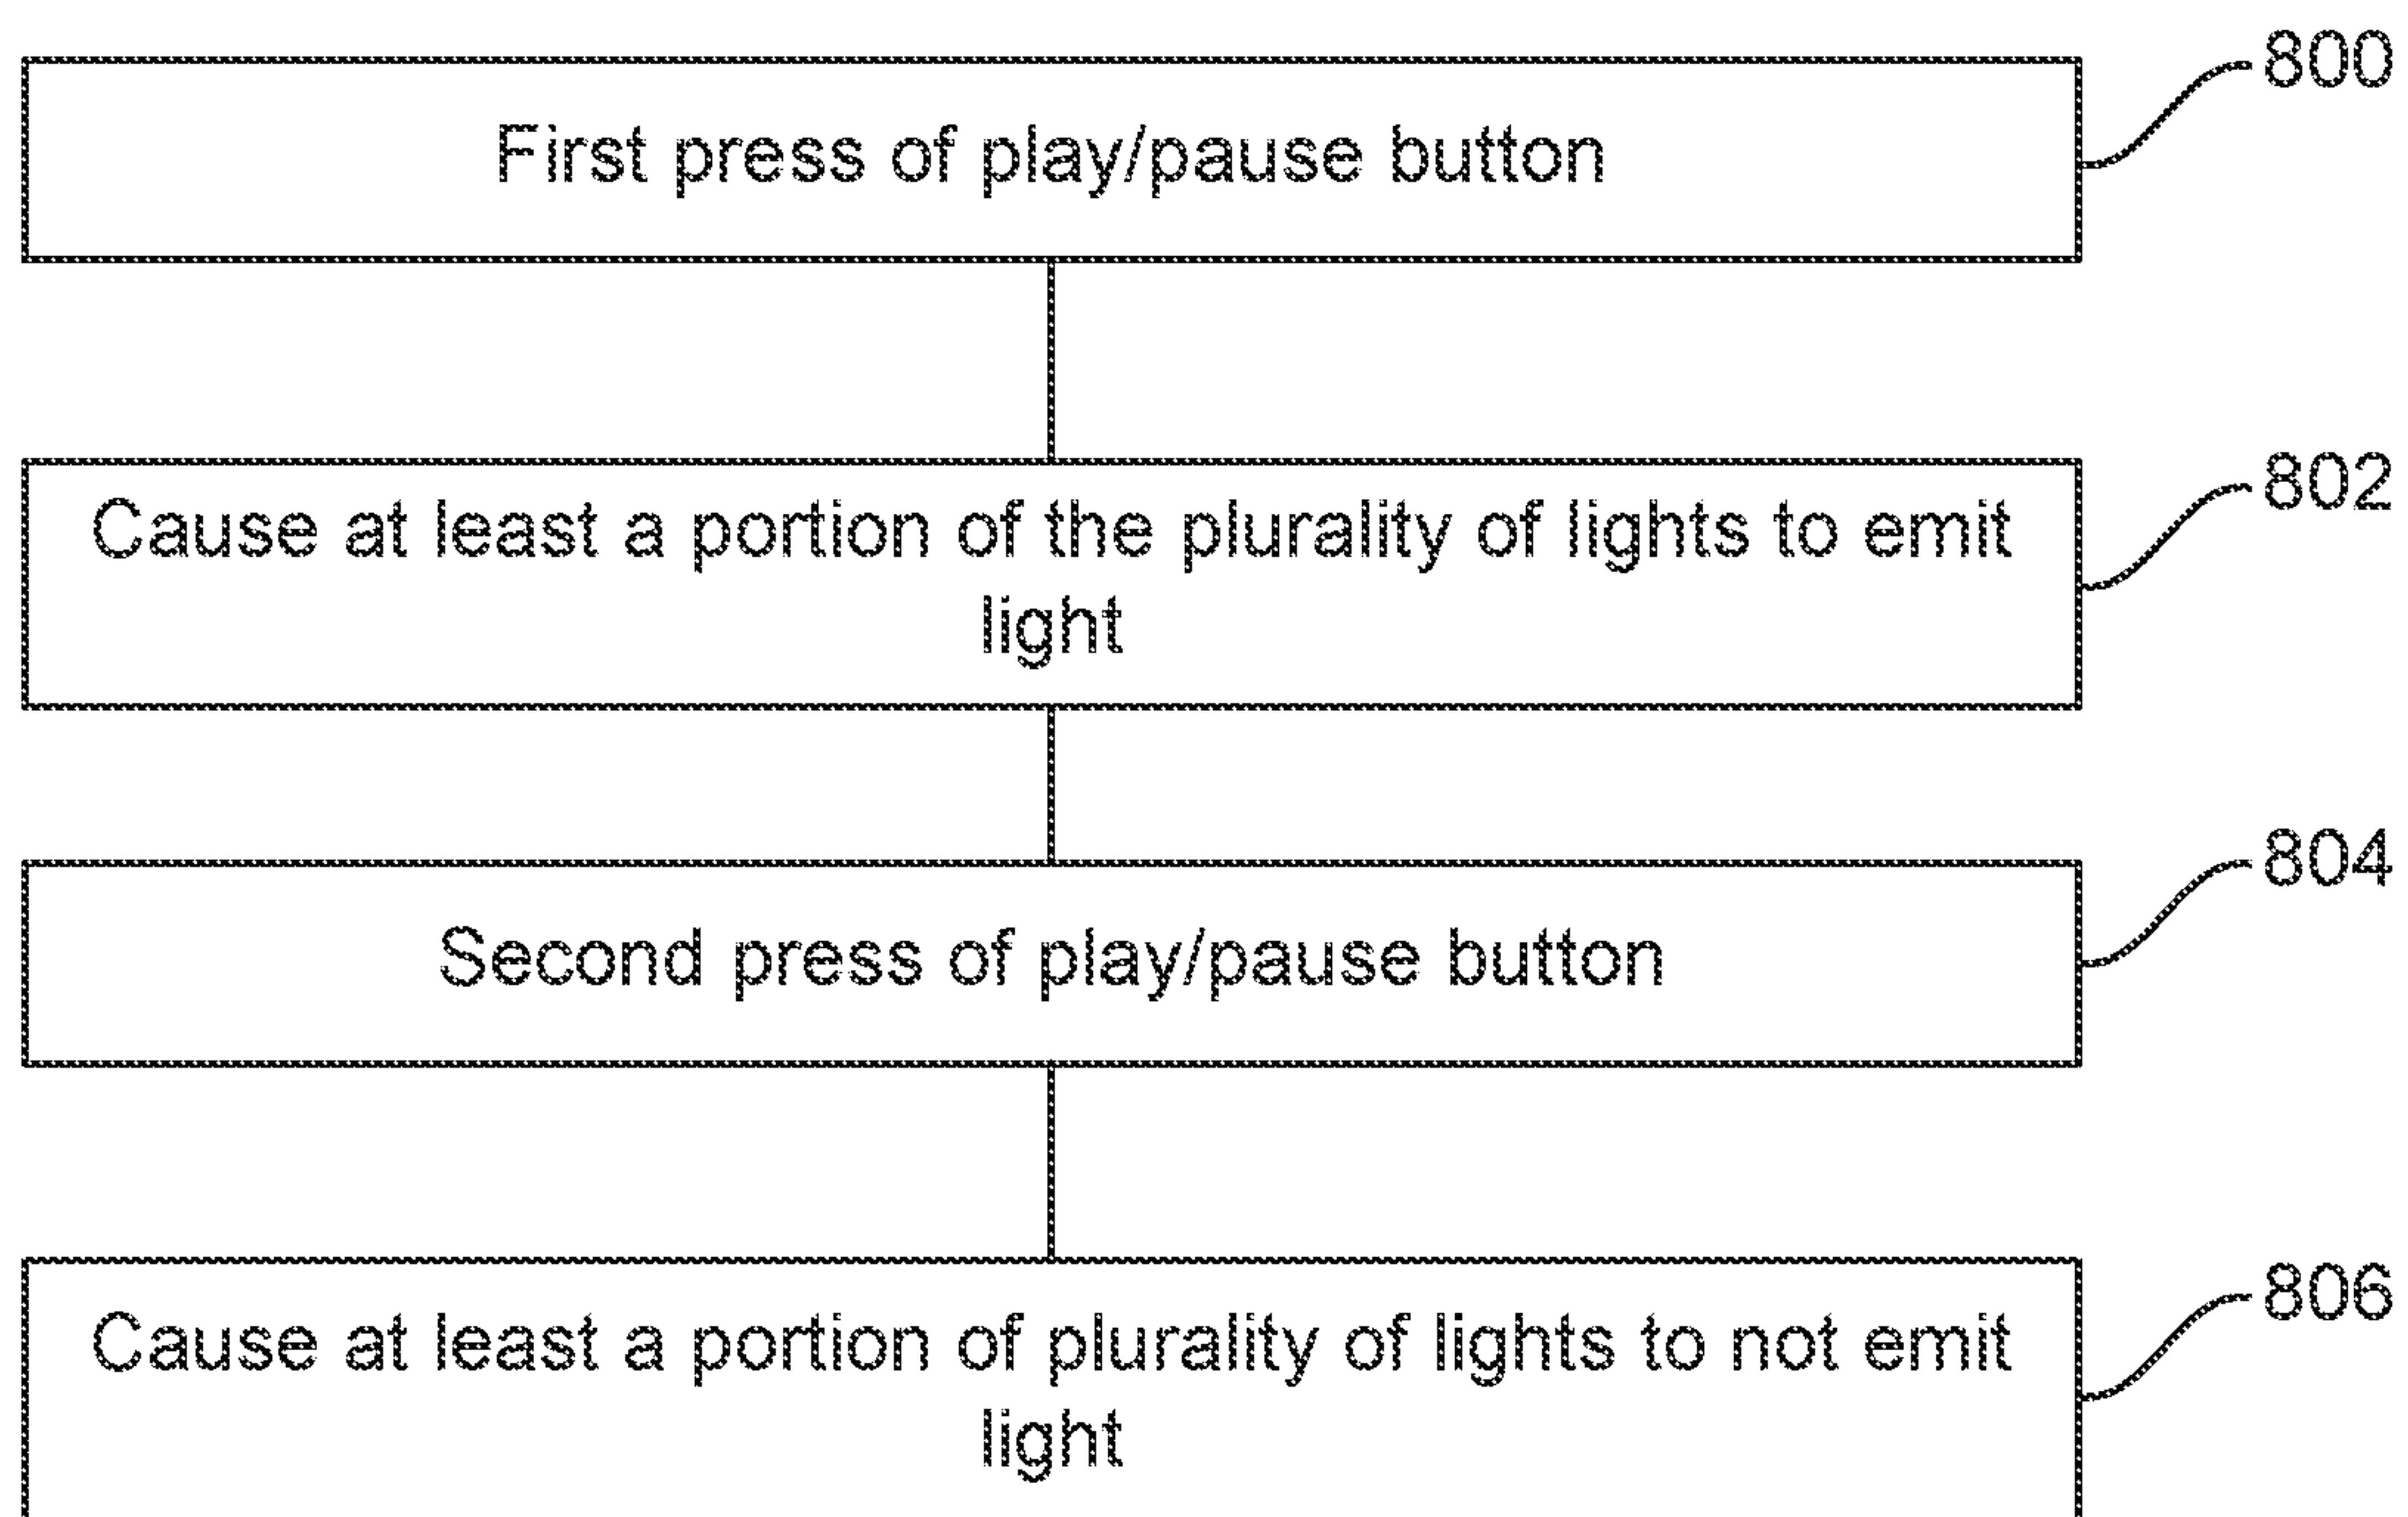 800
First press of play/pause button
802
Cause at least a portion of the plurality of lights to emit
light
804
Second press of play/pause button
806
Cause at least a portion of plurality of lights to not emit
light